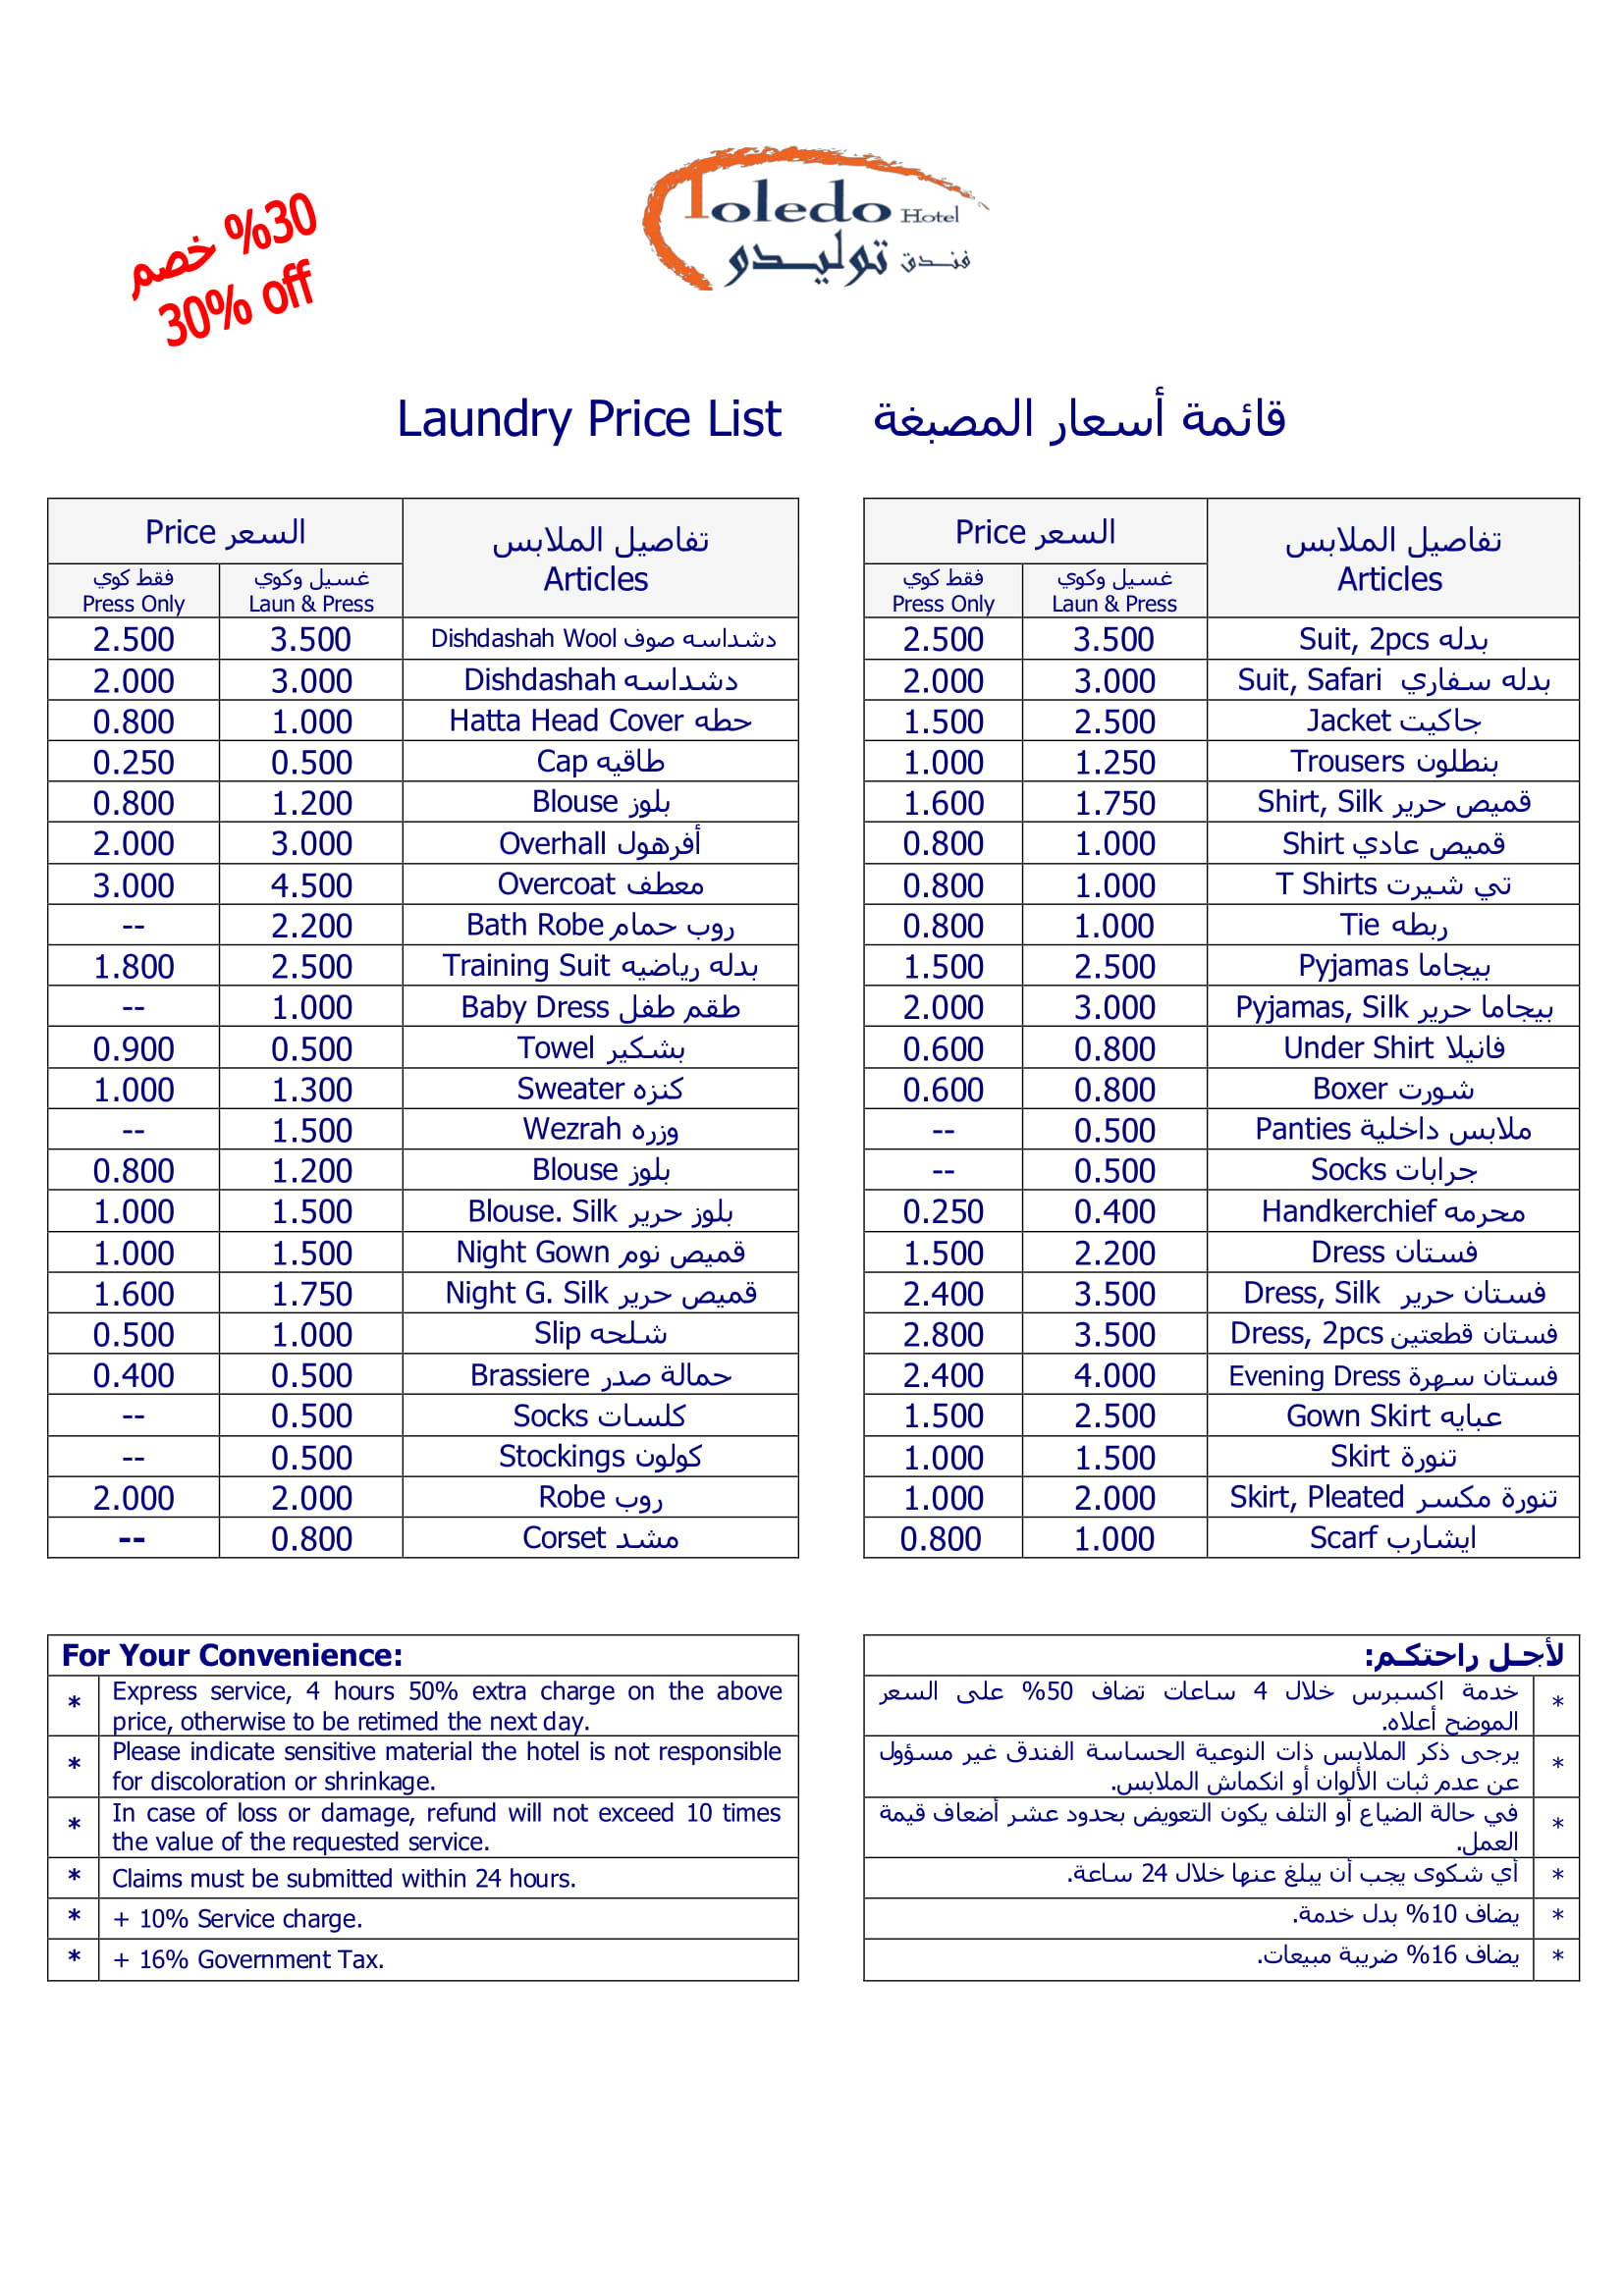 Toledo Hotel
فندق توليدو
30% خصم
30% off
Laundry Price List قائمة أسعار المصبغة
Price السعر تفاصيل الملابس
Articles
فقط كوي غسيل وكوي
Press Only Laun & Press
2.500 3.500 Dishdashah Wool دشداسه صوف
2.000 3.000 Dishdashah دشداسه
0.800 1.000 Hatta Head Cover حطه
0.250 0.500 Cap طاقيه
0.800 1.200 Blouse بلوز
2.000 3.000 Overhall أفرهول
3.000 4.500 Overcoat معطف
-- 2.200 Bath Robe روب حمام
1.800 2.500 Training Suit بدله رياضيه
-- 1.000 Baby Dress طقم طفل
0.900 0.500 Towel بشكير
1.000 1.300 Sweater كنزه
-- 1.500 Wezrah وزره
0.800 1.200 Blouse بلوز
1.000 1.500 Blouse. Silk بلوز حرير
1.000 1.500 Night Gown قميص نوم
1.600 1.750 Night G. Silk قميص حرير
0.500 1.000 Slip شلحه
0.400 0.500 Brassiere حمالة صدر
-- 0.500 Socks كلسات
-- 0.500 Stockings كولون
2.000 2.000 Robe روب
-- 0.800 Corset مشد
Price السعر تفاصيل الملابس
Articles
فقط كوي غسيل وكوي
Press Only Laun & Press
2.500 3.500 Suit, 2pcs بدله
2.000 3.000 Suit, Safari بدله سفاري
1.500 2.500 Jacket جاكيت
1.000 1.250 Trousers بنطلون
1.600 1.750 Shirt, Silk قميص حرير
0.800 1.000 Shirt قميص عادي
0.800 1.000 T Shirts تي شيرت
0.800 1.000 Tie ربطه
1.500 2.500 Pyjamas بيجاما
2.000 3.000 Pyjamas, Silk بيجاما حرير
0.600 0.800 Under Shirt فانيلا
0.600 0.800 Boxer شورت
-- 0.500 Panties ملابس داخلية
-- 0.500 Socks جرابات
0.250 0.400 Handkerchief محرمه
1.500 2.200 Dress فستان
2.400 3.500 Dress, Silk فستان حرير
2.800 3.500 Dress, 2pcs فستان قطعتين
2.400 4.000 Evening Dress فستان سهرة
1.500 2.500 Gown Skirt عبايه
1.000 1.500 Skirt تنورة
1.000 2.000 Skirt, Pleated تنورة مكسر
0.800 1.000 Scarf ايشارب
For Your Convenience:
* Express service, 4 hours 50% extra charge on the above
price, otherwise to be retimed the next day.
* Please indicate sensitive material the hotel is not responsible
for discoloration or shrinkage.
* In case of loss or damage, refund will not exceed 10 times
the value of the requested service.
* Claims must be submitted within 24 hours.
* + 10% Service charge.
* + 16% Government Tax.
لأجـل راحتكـم:
* خدمة اكسبرس خلال 4 ساعات تضاف 50% على السعر
الموضح أعلاه.
* يرجى ذكر الملابس ذات النوعية الحساسة الفندق غير مسؤول
عن عدم ثبات الألوان أو انكماش الملابس.
* في حالة الضياع أو التلف يكون التعويض بحدود عشر أضعاف قيمة
العمل.
* أي شكوى يجب أن يبلغ عنها خلال 24 ساعة.
* يضاف 10% بدل خدمة.
* يضاف 16% ضريبة مبيعات.